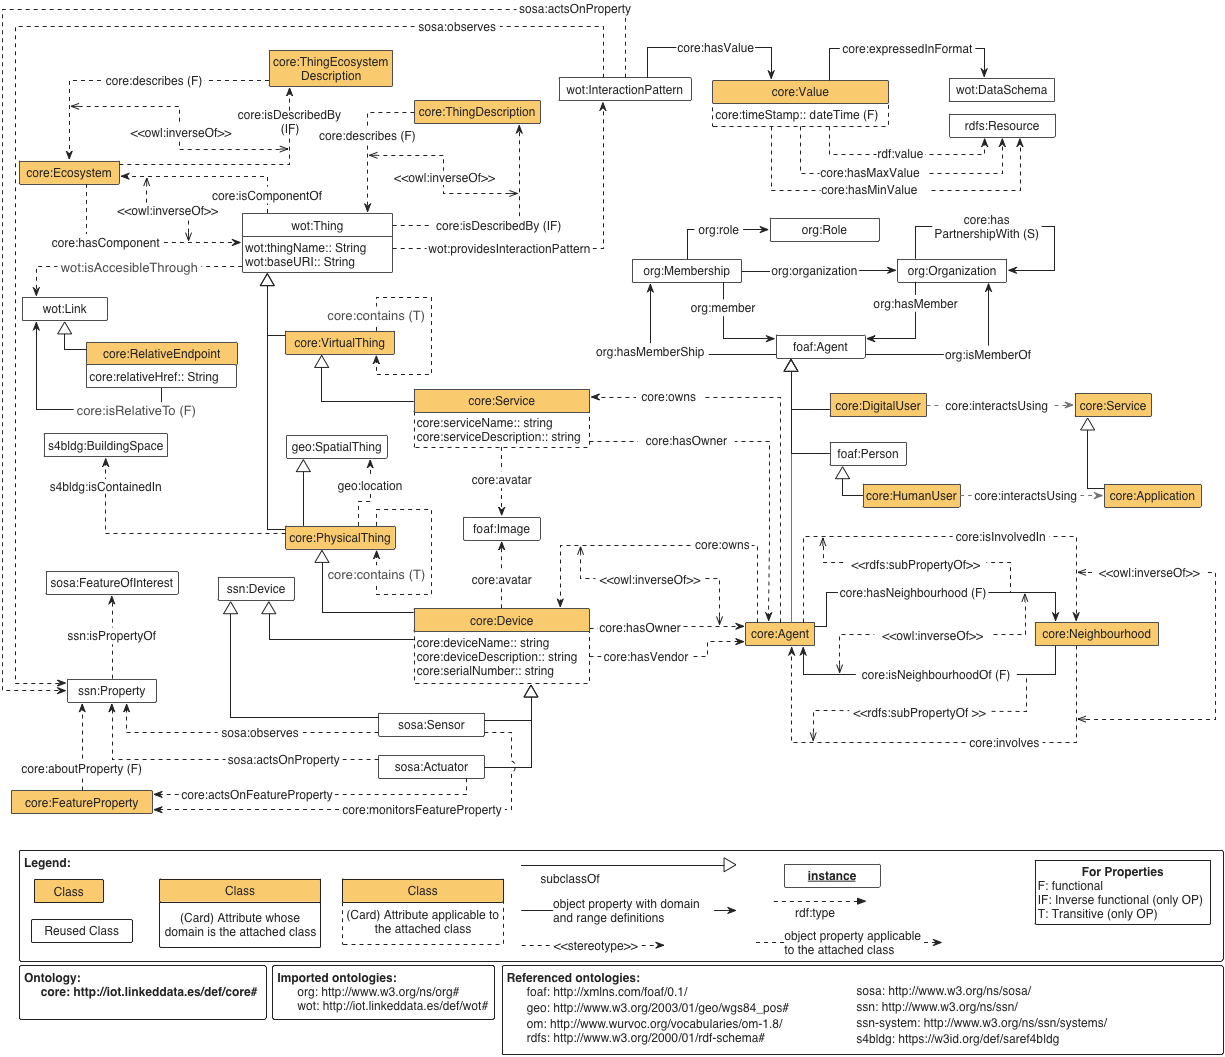 sosa:actsOnProperty
sosa:observes
core:ThingEcosystem
Description
core:describes (F)
core:isDescribedBy
(IF)
<<owl:inverseOf>>
core:Ecosystem
core:ThingDescription
core:describes (F)
<<owl:inverseOf>>
core:isDescribedBy (IF)
core:isComponentOf
<<owl:inverseOf>>
core:hasComponent
wot:Thing
wot:thingName:: String
wot:baseURI:: String
wot:providesInteractionPattern
wot:InteractionPattern
core:hasValue
core:Value
core:timeStamp:: dateTime (F)
core:expressedInFormat
wot:DataSchema
rdfs:Resource
rdf:value
core:hasMaxValue
core:hasMinValue
wot:isAccesibleThrough
wot:Link
core:RelativeEndpoint
core:relativeHref:: String
core:isRelativeTo (F)
core:contains (T)
core:VirtualThing
org:role
org:Role
core:has
PartnershipWith (S)
org:Membership
org:organization
org:Organization
org:member
org:hasMember
org:hasMemberShip
foaf:Agent
org:isMemberOf
core:Service
core:serviceName:: string
core:serviceDescription:: string
core:owns
core:hasOwner
core:DigitalUser
core:interactsUsing
core:Service
foaf:Person
core:HumanUser
core:interactsUsing
core:Application
s4bldg:BuildingSpace
s4bldg:isContainedIn
geo:SpatialThing
geo:location
core:avatar
foaf:Image
core:PhysicalThing
core:contains (T)
core:avatar
core:owns
<<owl:inverseOf>>
core:isInvolvedIn
<<rdfs:subPropertyOf>>
<<owl:inverseOf>>
core:hasNeighbourhood (F)
sosa:FeatureOfInterest
ssn:isPropertyOf
ssn:Device
core:Device
core:deviceName:: string
core:deviceDescription:: string
core:serialNumber:: string
core:hasOwner
core:hasVendor
core:Agent
<<owl:inverseOf>>
core:Neighbourhood
core:isNeighbourhoodOf (F)
<<rdfs:subPropertyOf >>
core:involves
ssn:Property
sosa:Sensor
sosa:observes
sosa:actsOnProperty
sosa:Actuator
core:aboutProperty (F)
core:FeatureProperty
core:actsOnFeatureProperty
core:monitorsFeatureProperty
Legend:
Class
Reused Class
Class
(Card) Attribute whose
domain is the attached class
Class
(Card) Attribute applicable to
the attached class
subclassOf
object property with domain
and range definitions
<<stereotype>>
instance
rdf:type
object property applicable
to the attached class
For Properties
F: functional
IF: Inverse functional (only OP)
T: Transitive (only OP)
Ontology:
core: http://iot.linkeddata.es/def/core#
Imported ontologies:
org: http://www.w3.org/ns/org#
wot: http://iot.linkeddata.es/def/wot#
Referenced ontologies:
foaf: http://xmlns.com/foaf/0.1/
geo: http://www.w3.org/2003/01/geo/wgs84_pos#
om: http://www.wurvoc.org/vocabularies/om-1.8/
rdfs: http://www.w3.org/2000/01/rdf-schema#
sosa: http://www.w3.org/ns/sosa/
ssn: http://www.w3.org/ns/ssn/
ssn-system: http://www.w3.org/ns/ssn/systems/
s4bldg: https://w3id.org/def/saref4bldg